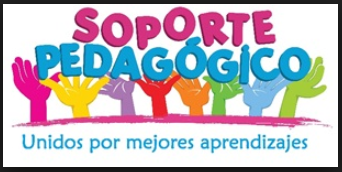 SOPORTE
PEDAGÓGICO
Unidos por mejores aprendizajes